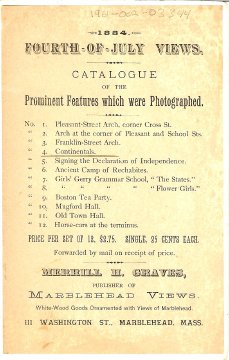 1884.
FOURTH-OF-JULY VIEWS.
CATALOGUE
OF THE
Prominent Features which were Photographed.
No. 1. Pleasant-Street Arch, corner Cross St.
" 2. Arch at the corner of Pleasant and School Sts.
" 3. Franklin-Street Arch.
" 4. Continentals.
" 5. Signing the Declaration of Independence.
" 6. Ancient Camp of Rechabites.
" 7. Girls' Gerry Grammar School, "The States."
" 8. " " " " "Flower Girls."
" 9. Boston Tea Party.
" 10. Magford Hall.
" 11. Old Town Hall.
" 12. Horse-cars at the terminus.
PRICE PER SET OF 12, $2.75. SINGLE, 25 CENTS EACH.
Forwarded by mail on receipt of price.
MERRILL H. GRAVES,
PUBLISHER OF
MARBLEHEAD VIEWS.
White-Wood Goods Ornamented with Views of Marblehead.
111 WASHINGTON ST., MARBLEHEAD, MASS.